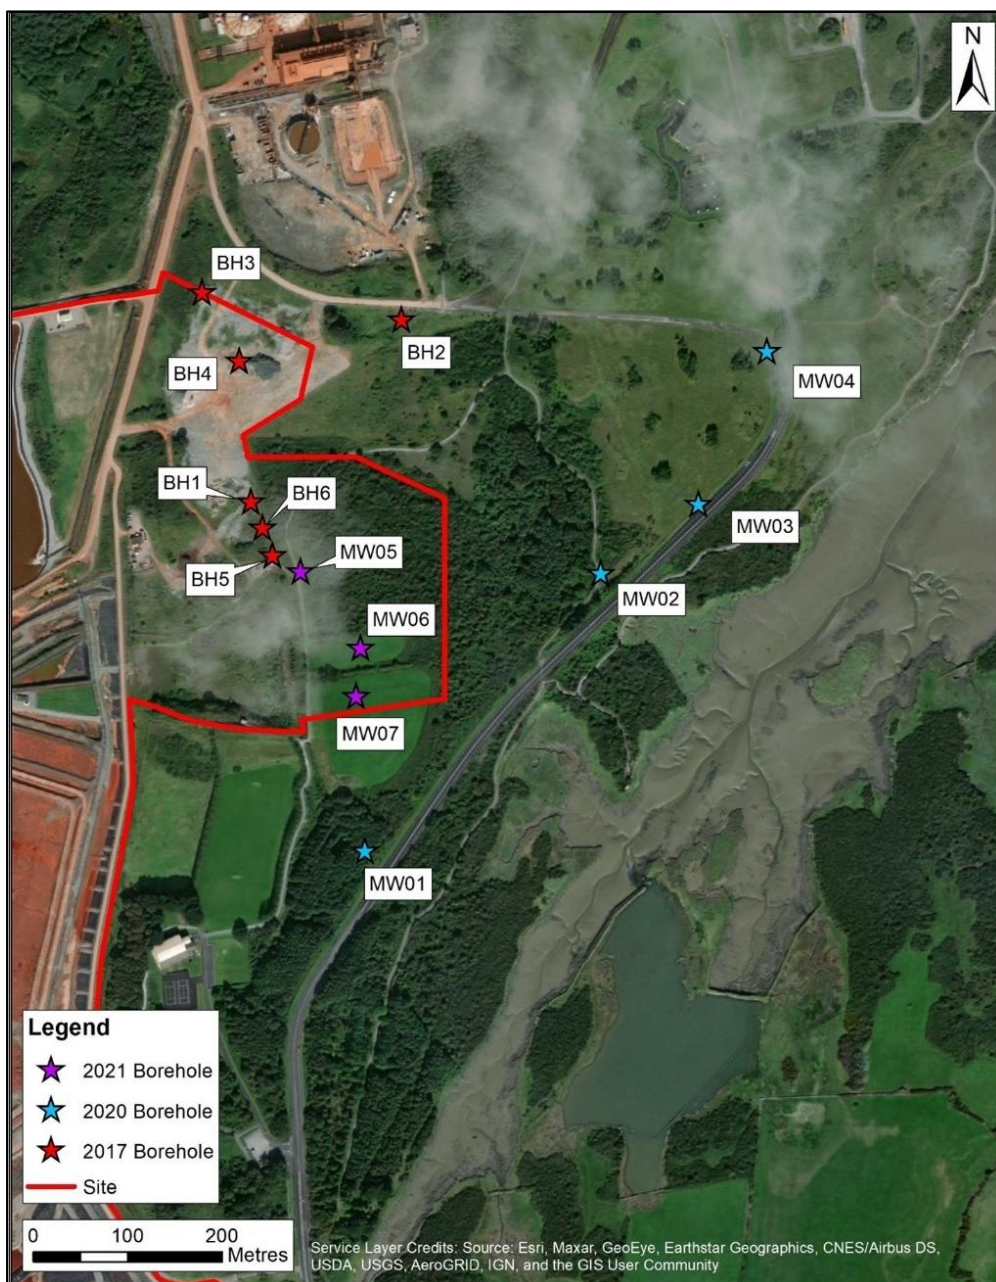 N
BH3
BH2
BH4
MW04
BH1
BH6
MW03
MW05
BH5
MW02
MW06
MW07
MW01
Legend
2021 Borehole
2020 Borehole
2017 Borehole
Site
0 100 200
Metres
Service Layer Credits: Source: Esri, Maxar, GeoEye, Earthstar Geographics, CNES/Airbus DS,
USDA, USGS, AeroGRID, IGN, and the GIS User Community